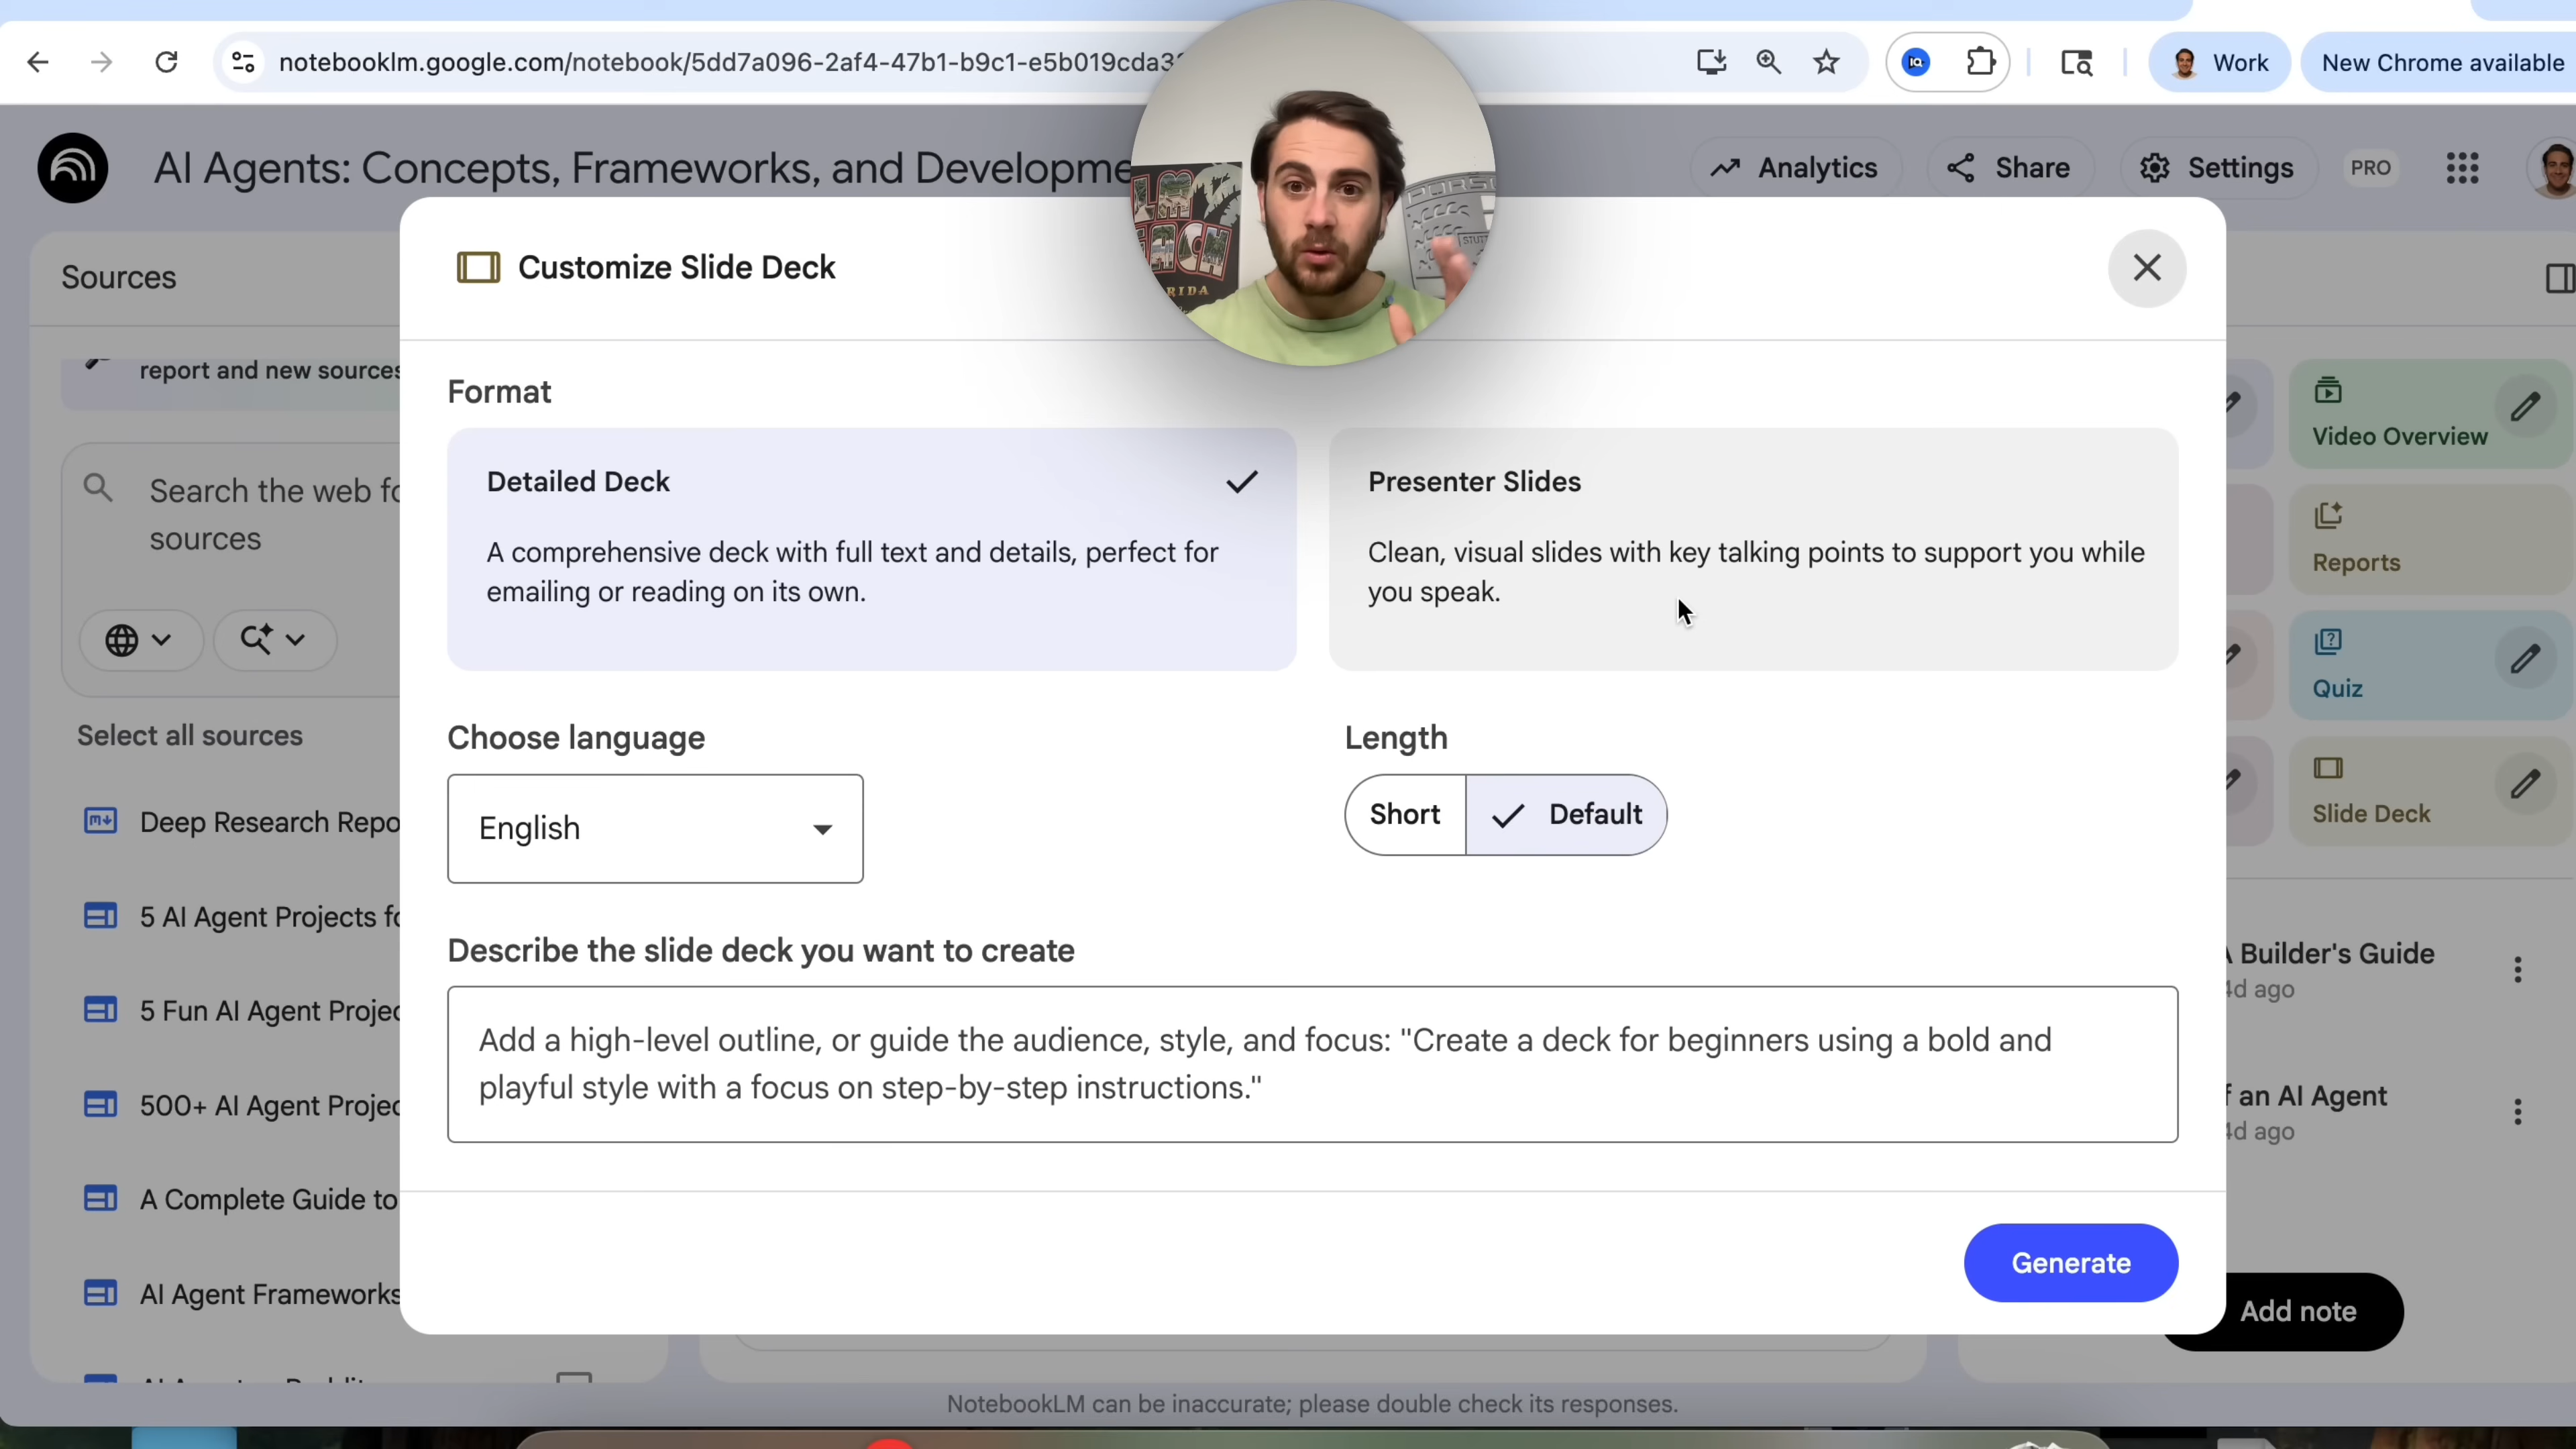 notebooklm.google.com/notebook/5dd7a096-2af4-47b1-b9c1-e5b019cda3
Work
New Chrome available
AI Agents: Concepts, Frameworks, and Developme
Analytics
Share
Settings
PRO
Sources
report and new sources
Search the web fo
sources
Select all sources
Deep Research Repo
5 AI Agent Projects fo
5 Fun AI Agent Projec
500+ AI Agent Projec
A Complete Guide to
AI Agent Frameworks
Customize Slide Deck
Format
Detailed Deck
A comprehensive deck with full text and details, perfect for
emailing or reading on its own.
Presenter Slides
Clean, visual slides with key talking points to support you while
you speak.
Choose language
English
Length
Short
Default
Describe the slide deck you want to create
Add a high-level outline, or guide the audience, style, and focus: "Create a deck for beginners using a bold and
playful style with a focus on step-by-step instructions."
Generate
Video Overview
Reports
Quiz
Slide Deck
A Builder's Guide
4d ago
f an AI Agent
4d ago
Add note
NotebookLM can be inaccurate; please double check its responses.